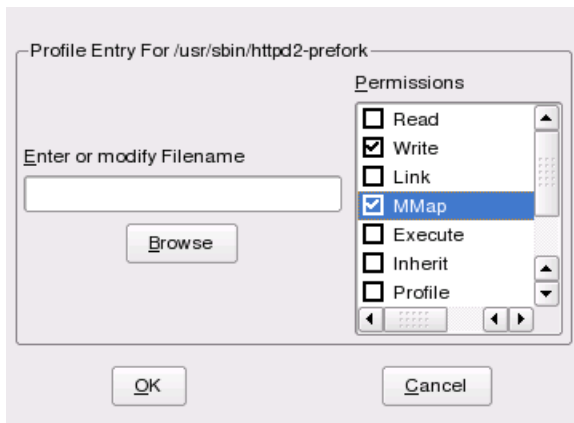 Profile Entry For /usr/sbin/httpd2-prefork
Permissions
Read
Write
Link
MMap
Execute
Inherit
Profile
Enter or modify Filename
Browse
OK
Cancel